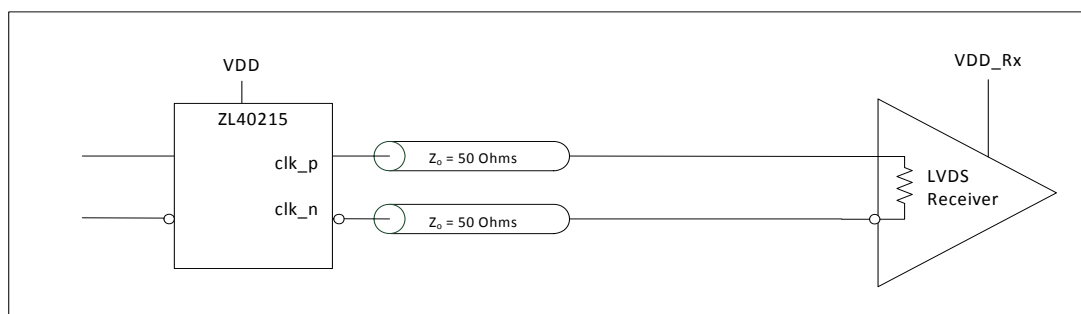 VDD
VDD_Rx
ZL40215
clk_p
Zₒ = 50 Ohms
LVDS
Receiver
clk_n
Zₒ = 50 Ohms